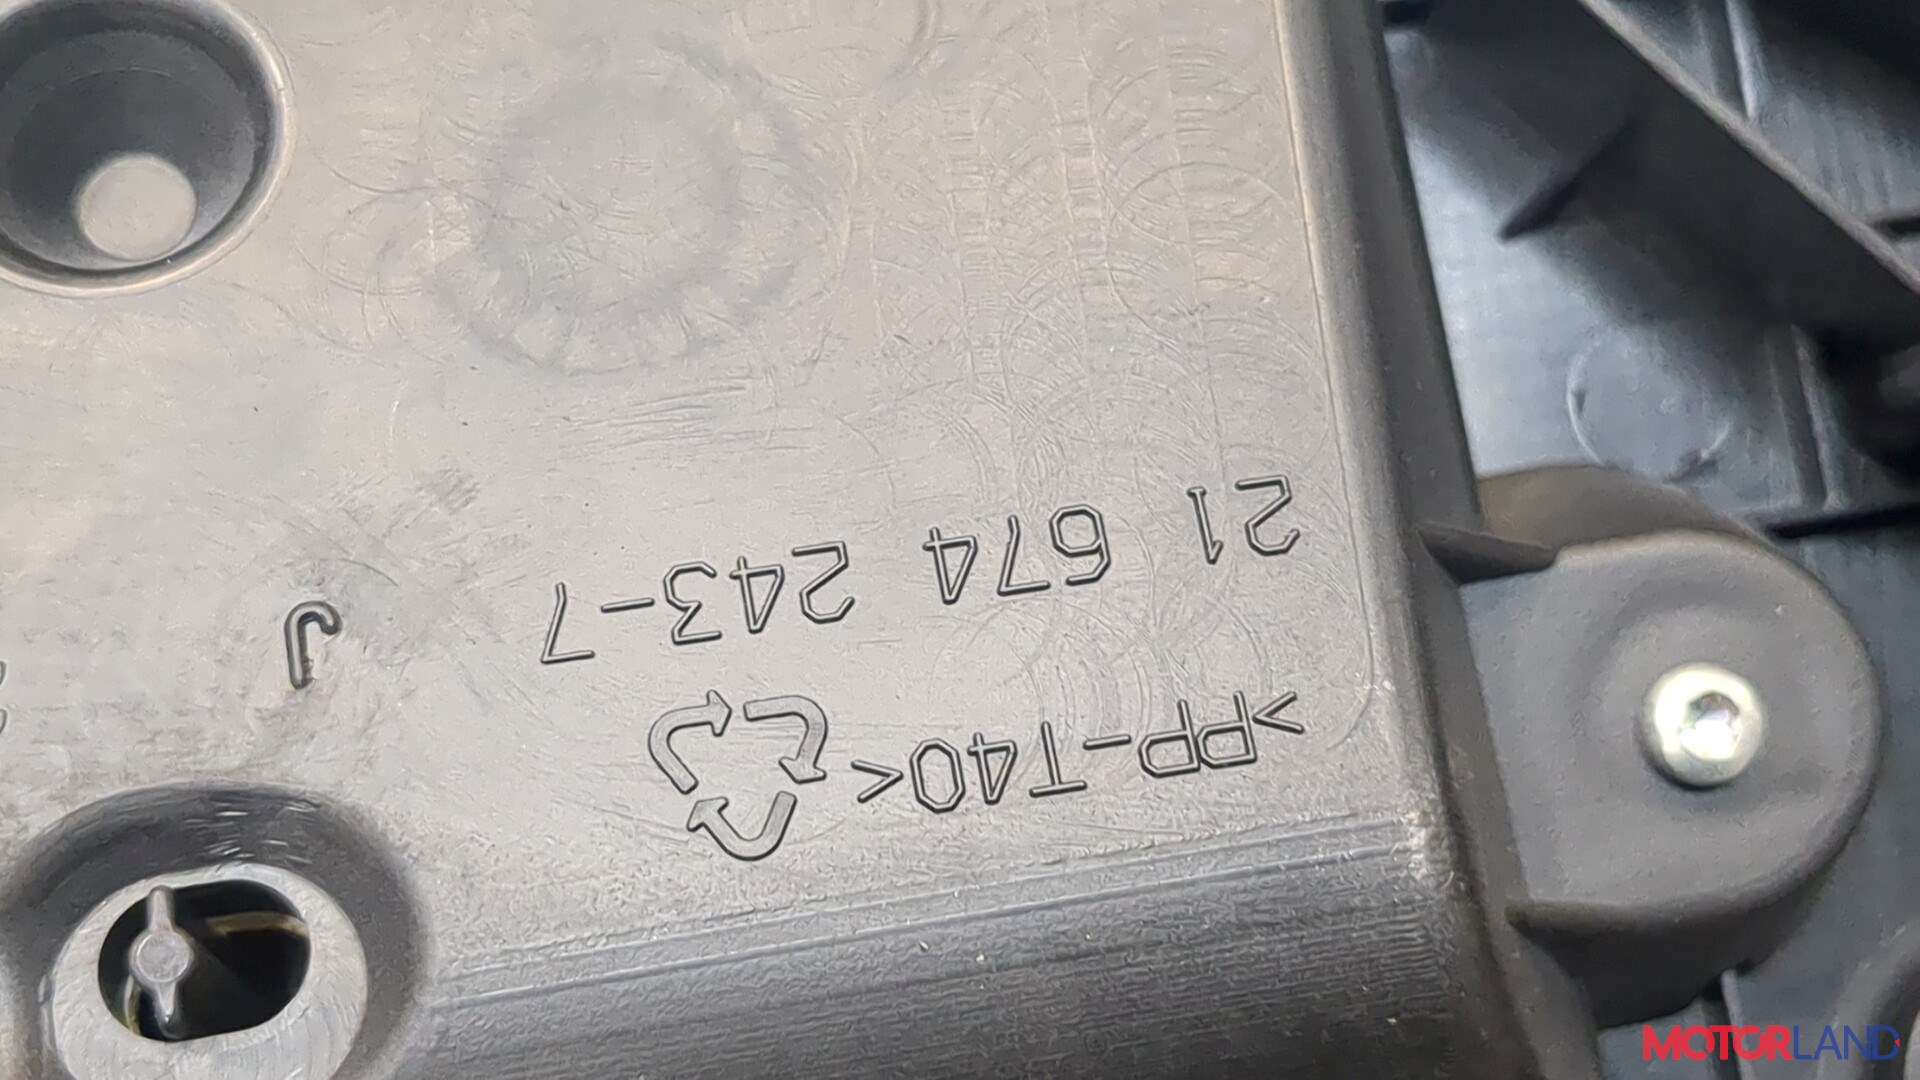 >PP-T40<
21 674 243-7
J
MOTORLAND